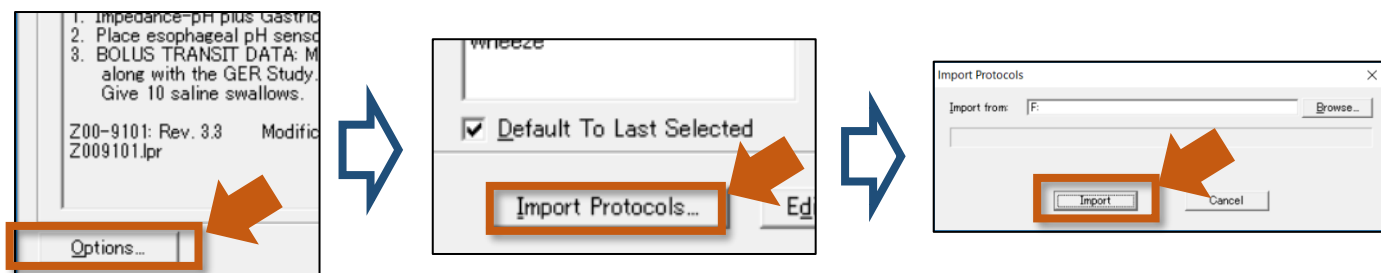 1. Impedance-pH plus Gastric
2. Place esophageal pH senso
3. BOLUS TRANSIT DATA: M
along with the GER Study.
Give 10 saline swallows.
Z00-9101: Rev. 3.3 Modific
Z009101.lpr
Options...
wheeze
Default To Last Selected
Import Protocols...
Edi
Import Protocols
Import from: F:
Browse...
Import
Cancel